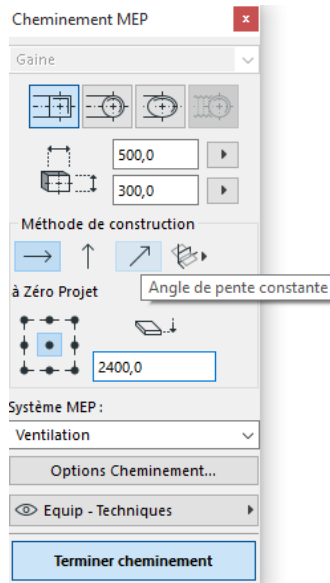 Cheminement MEP
x
Gaine
500,0
300,0
Méthode de construction
Angle de pente constante
à Zéro Projet
2400,0
Système MEP :
Ventilation
Options Cheminement...
Equip - Techniques
Terminer cheminement